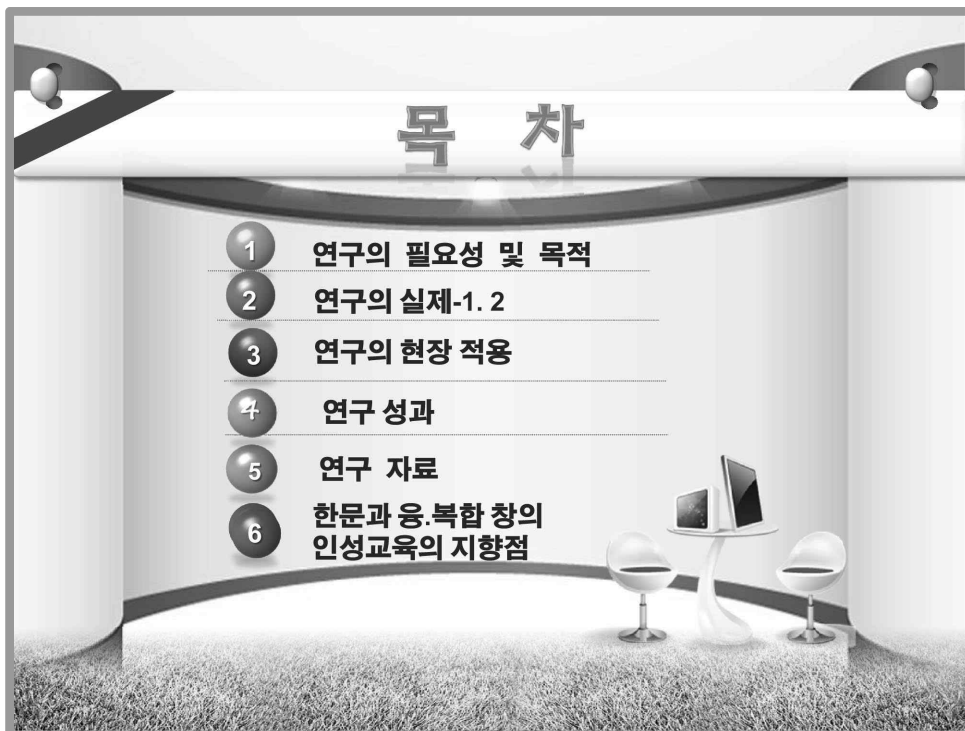 목 차
1 연구의 필요성 및 목적
2 연구의 실제-1. 2
3 연구의 현장 적용
4 연구 성과
5 연구 자료
6 한문과 융.복합 창의
인성교육의 지향점